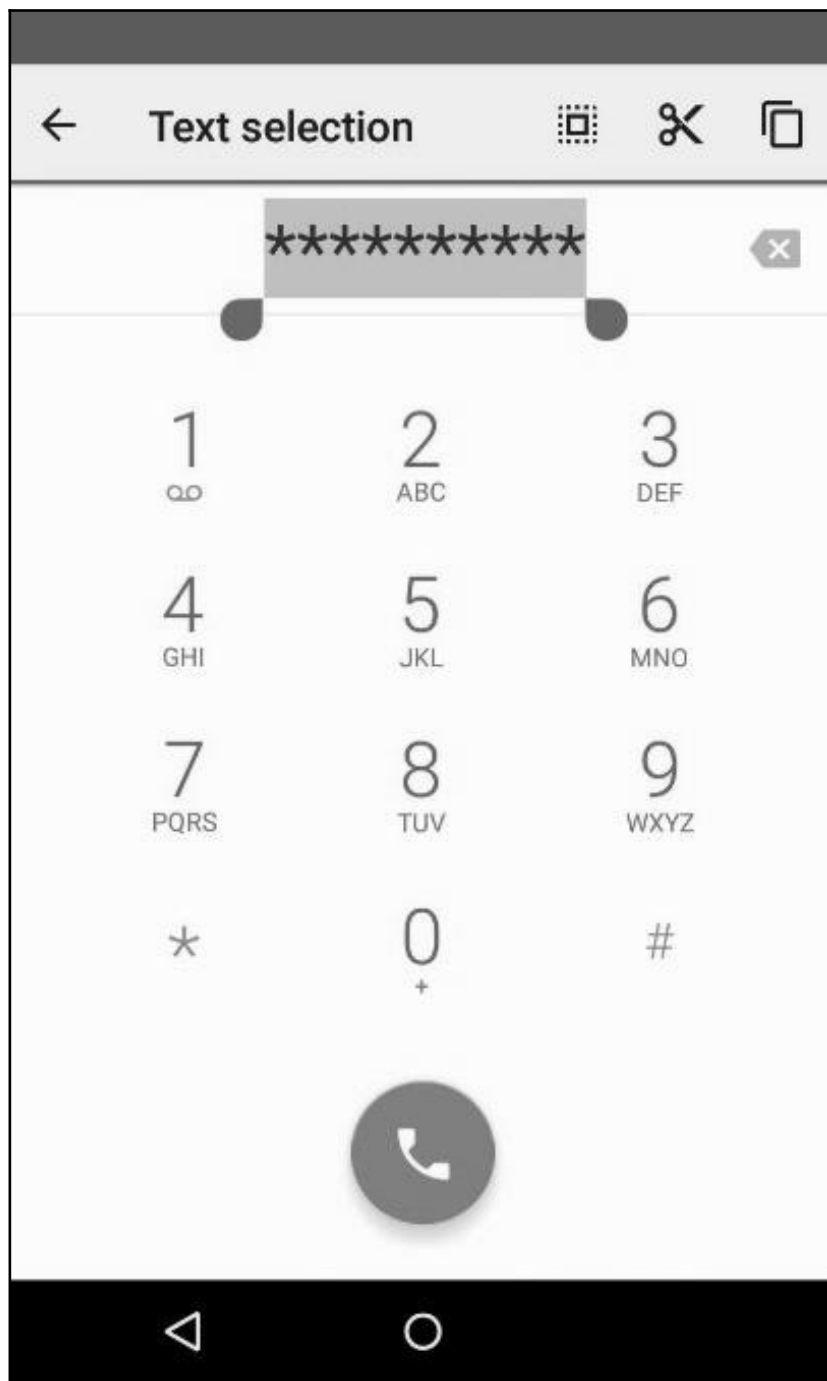 Text selection
**********
1 2 3
ABC DEF
4 5 6
GHI JKL MNO
7 8 9
PQRS TUV WXYZ
* 0 #
+